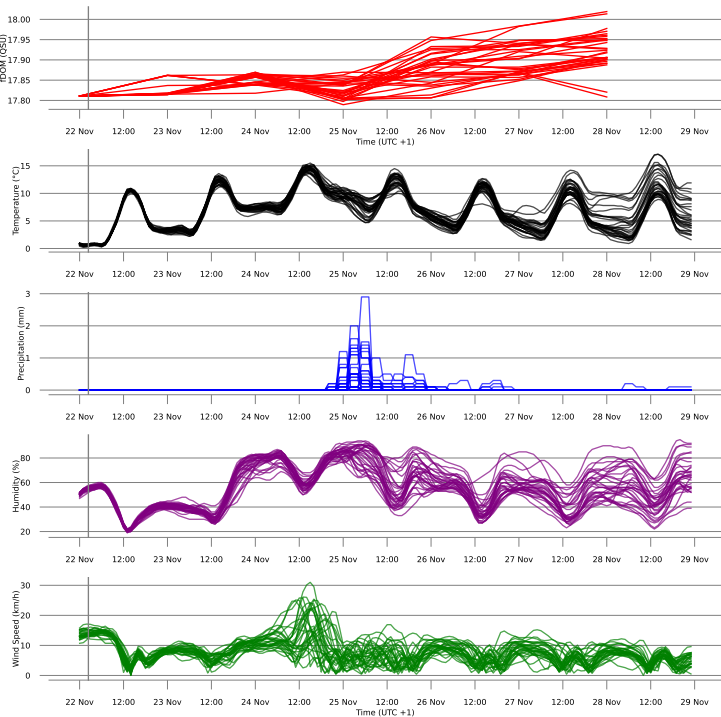 fDOM (QSU)
18.00
17.95
17.90
17.85
17.80
22 Nov 12:00 23 Nov 12:00 24 Nov 12:00 25 Nov 12:00 26 Nov 12:00 27 Nov 12:00 28 Nov 12:00 29 Nov
Time (UTC +1)
Temperature (°C)
15
10
5
0
22 Nov 12:00 23 Nov 12:00 24 Nov 12:00 25 Nov 12:00 26 Nov 12:00 27 Nov 12:00 28 Nov 12:00 29 Nov
Precipitation (mm)
3
2
1
0
22 Nov 12:00 23 Nov 12:00 24 Nov 12:00 25 Nov 12:00 26 Nov 12:00 27 Nov 12:00 28 Nov 12:00 29 Nov
Humidity (%)
80
60
40
20
22 Nov 12:00 23 Nov 12:00 24 Nov 12:00 25 Nov 12:00 26 Nov 12:00 27 Nov 12:00 28 Nov 12:00 29 Nov
Wind Speed (km/h)
30
20
10
0
22 Nov 12:00 23 Nov 12:00 24 Nov 12:00 25 Nov 12:00 26 Nov 12:00 27 Nov 12:00 28 Nov 12:00 29 Nov
Time (UTC +1)